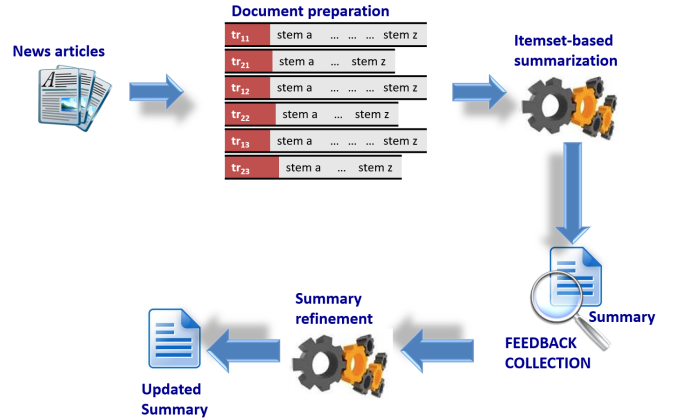 Document preparation
News articles
tr11 stem a ... ... ... stem z
tr21 stem a ... stem z
tr12 stem a ... ... ... stem z
tr22 stem a ... stem z
tr13 stem a ... ... ... stem z
tr23 stem a ... stem z
Itemset-based
summarization
A
Summary
FEEDBACK
COLLECTION
Summary
refinement
Updated
Summary